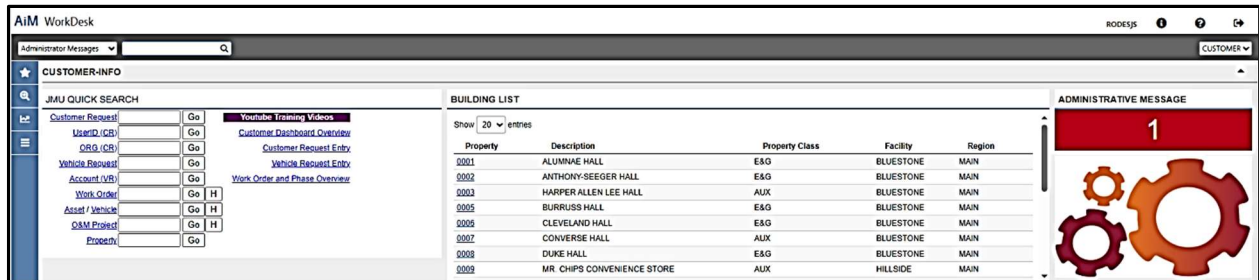 AiM WorkDesk
RODESJS
Administrator Messages
CUSTOMER
CUSTOMER-INFO
JMU QUICK SEARCH
Customer Request Go Youtube Training Videos
UserID (CR) Go Customer Dashboard Overview
ORG (CR) Go Customer Request Entry
Vehicle Request Go Vehicle Request Entry
Account (VR) Go Work Order and Phase Overview
Work Order Go H
Asset / Vehicle Go H
O&M Project Go H
Property Go
BUILDING LIST
Show 20 entries
Property Description Property Class Facility Region
0001 ALUMNAE HALL E&G BLUESTONE MAIN
0002 ANTHONY-SEEGER HALL E&G BLUESTONE MAIN
0003 HARPER ALLEN LEE HALL AUX BLUESTONE MAIN
0005 BURRUSS HALL E&G BLUESTONE MAIN
0006 CLEVELAND HALL E&G BLUESTONE MAIN
0007 CONVERSE HALL AUX BLUESTONE MAIN
0008 DUKE HALL E&G BLUESTONE MAIN
0009 MR. CHIPS CONVENIENCE STORE AUX HILLSIDE MAIN
ADMINISTRATIVE MESSAGE
1